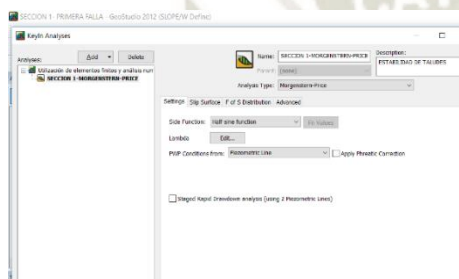 SECCION 1- PRIMERA FALLA - GeoStudio 2012 (SLOPE/W Define)
KeyIn Analyses
Analyses:
Add
Delete
Name:
SECCION 1-MORGENSTERN-PRICE
Description:
ESTABILIDAD DE TALUDES
Parent:
(none)
Utilización de elementos finitos y análisis num
SECCION 1-MORGENSTERN-PRICE
Analysis Type:
Morgenstern-Price
Settings
Slip Surface
F of S Distribution
Advanced
Side Function:
Half sine function
Fn Values
Lambda
Edit...
PWP Conditions from:
Piezometric Line
Apply Phreatic Correction
Staged Rapid Drawdown analysis (using 2 Piezometric Lines)